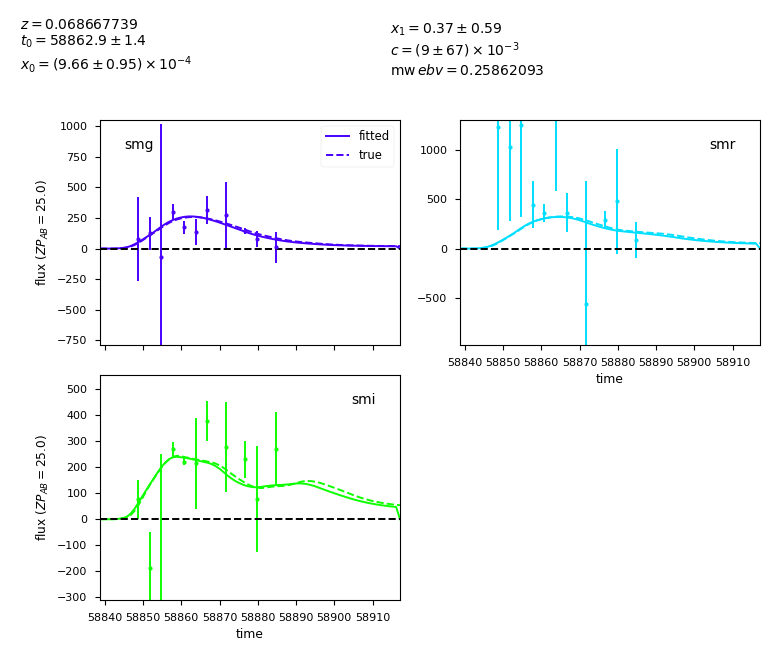 z = 0.068667739
t₀ = 58862.9 ± 1.4
x₀ = (9.66 ± 0.95) × 10⁻⁴
x₁ = 0.37 ± 0.59
c = (9 ± 67) × 10⁻³
mw ebv = 0.25862093
smg
fitted
true
1000
750
500
250
0
−250
−500
−750
flux (ZP_AB = 25.0)
smr
1000
500
0
−500
58840 58850 58860 58870 58880 58890 58900 58910
time
smi
500
400
300
200
100
0
−100
−200
−300
flux (ZP_AB = 25.0)
58840 58850 58860 58870 58880 58890 58900 58910
time